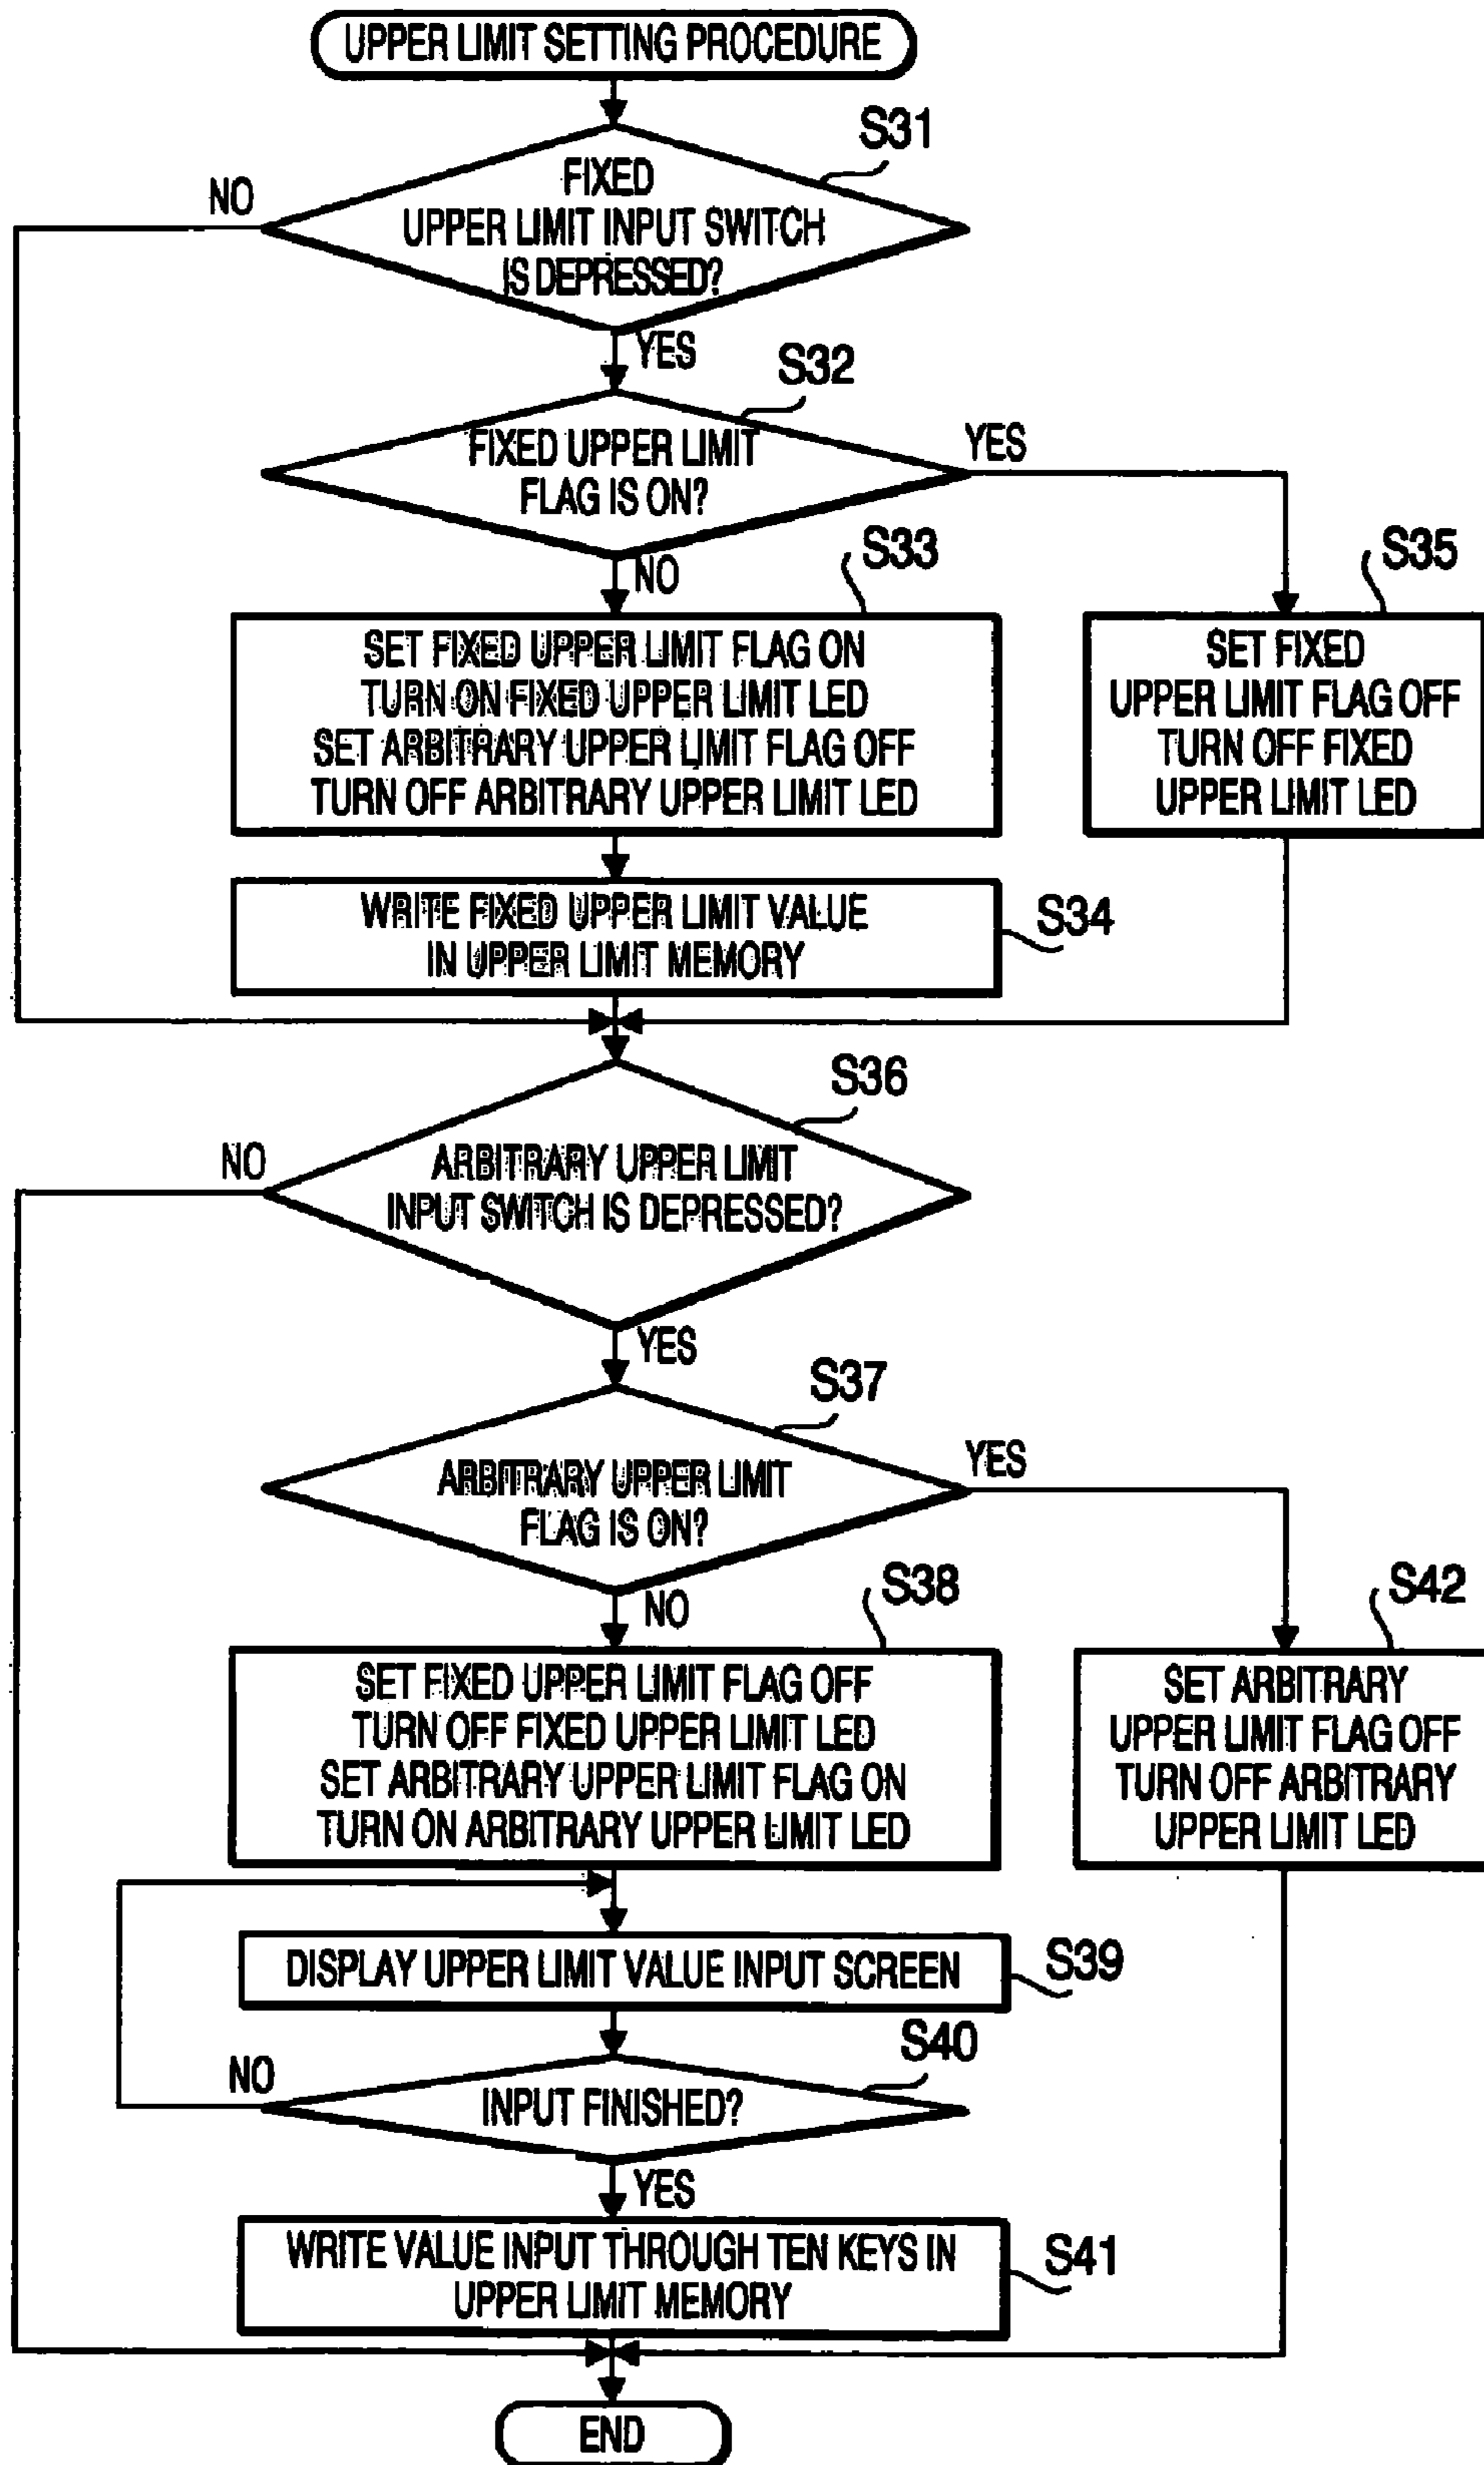 UPPER LIMIT SETTING PROCEDURE
S31
NO
FIXED
UPPER LIMIT INPUT SWITCH
IS DEPRESSED?
YES
S32
FIXED UPPER LIMIT
FLAG IS ON?
YES
NO
S33
S35
SET FIXED UPPER LIMIT FLAG ON
TURN ON FIXED UPPER LIMIT LED
SET ARBITRARY UPPER LIMIT FLAG OFF
TURN OFF ARBITRARY UPPER LIMIT LED
SET FIXED
UPPER LIMIT FLAG OFF
TURN OFF FIXED
UPPER LIMIT LED
WRITE FIXED UPPER LIMIT VALUE
IN UPPER LIMIT MEMORY
S34
S36
NO
ARBITRARY UPPER LIMIT
INPUT SWITCH IS DEPRESSED?
YES
S37
ARBITRARY UPPER LIMIT
FLAG IS ON?
YES
NO
S38
S42
SET FIXED UPPER LIMIT FLAG OFF
TURN OFF FIXED UPPER LIMIT LED
SET ARBITRARY UPPER LIMIT FLAG ON
TURN ON ARBITRARY UPPER LIMIT LED
SET ARBITRARY
UPPER LIMIT FLAG OFF
TURN OFF ARBITRARY
UPPER LIMIT LED
DISPLAY UPPER LIMIT VALUE INPUT SCREEN
S39
S40
NO
INPUT FINISHED?
YES
WRITE VALUE INPUT THROUGH TEN KEYS IN
UPPER LIMIT MEMORY
S41
END